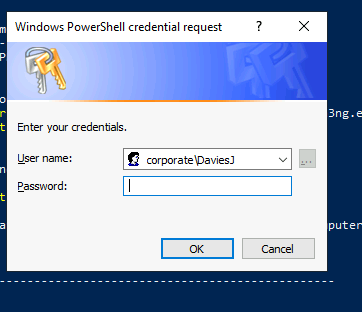 Windows PowerShell credential request
?
3ng.e
Enter your credentials.
User name:
corporate\DaviesJ
...
Password:
puter
OK
Cancel